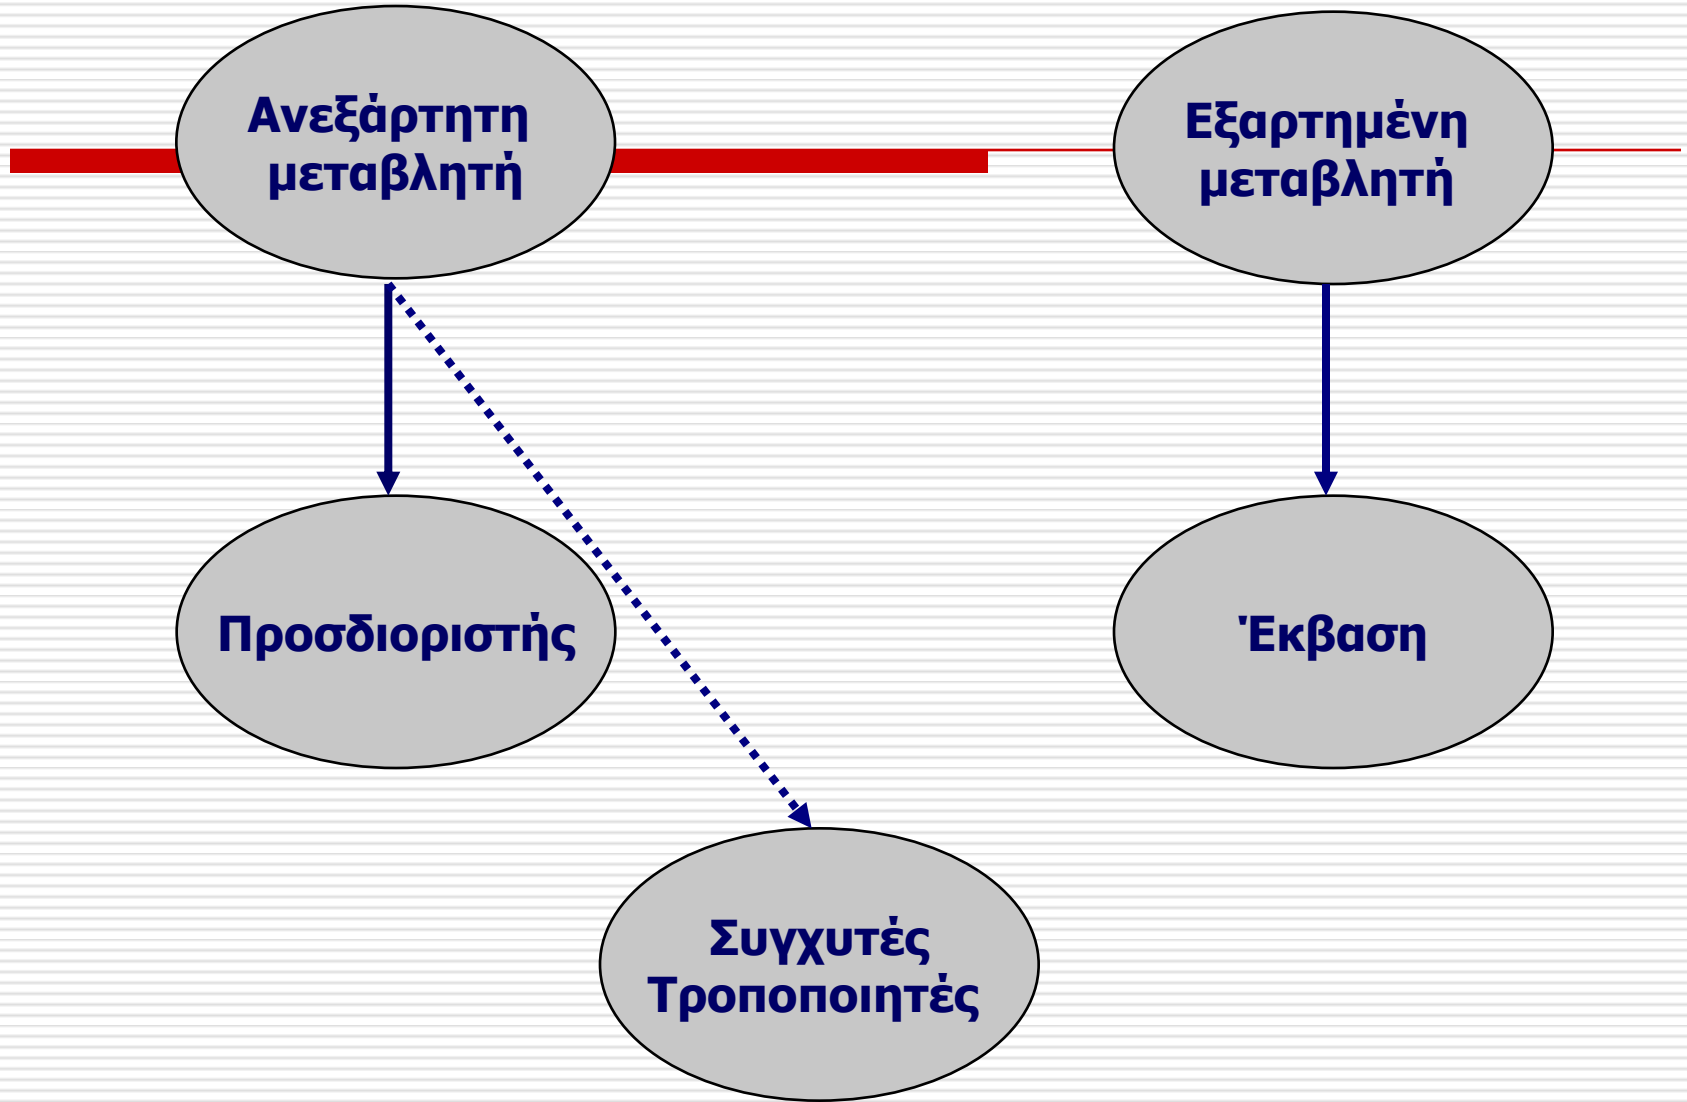 Ανεξάρτητη
μεταβλητή
Εξαρτημένη
μεταβλητή
Προσδιοριστής
Έκβαση
Συγχυτές
Τροποποιητές